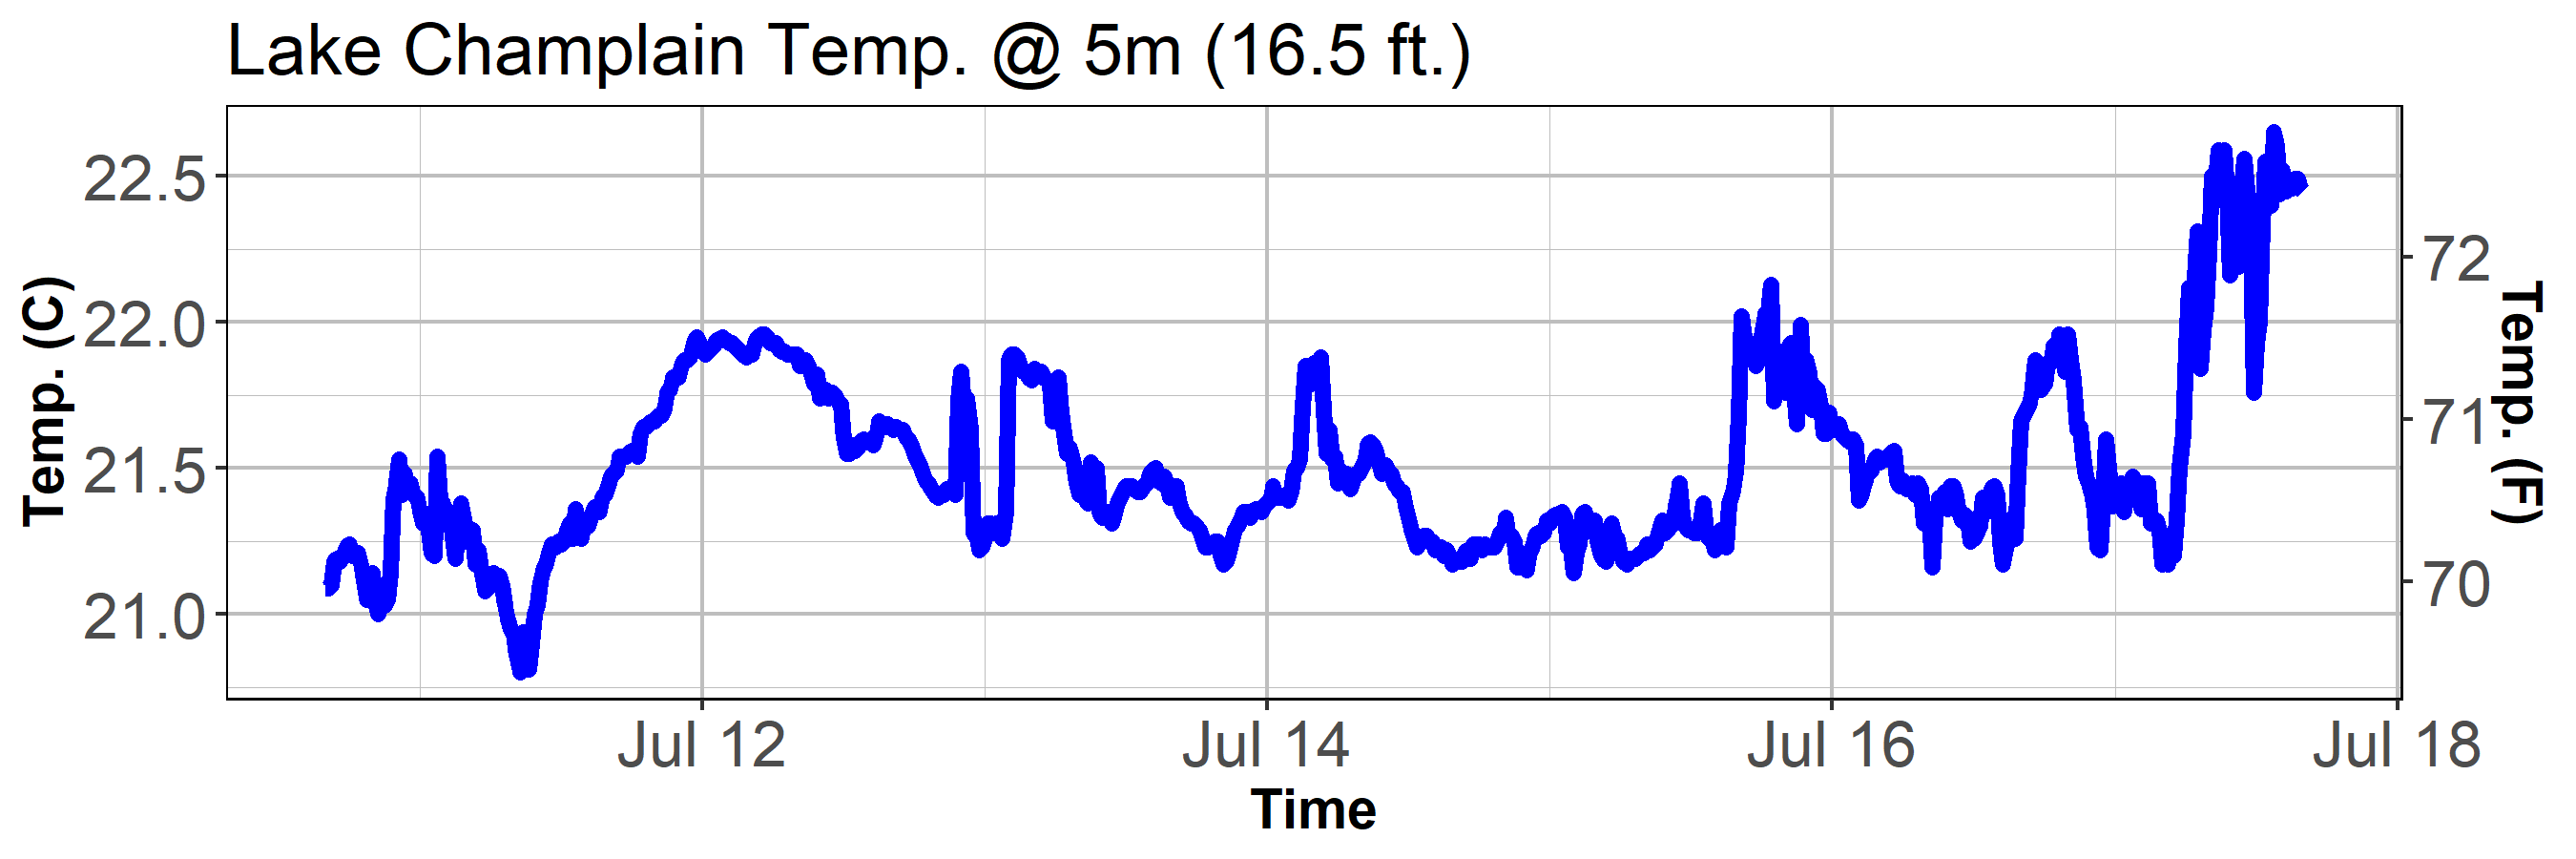 Lake Champlain Temp. @ 5m (16.5 ft.)
22.5
22.0
21.5
21.0
Temp. (C)
72
71
70
Temp. (F)
Jul 12
Jul 14
Jul 16
Jul 18
Time